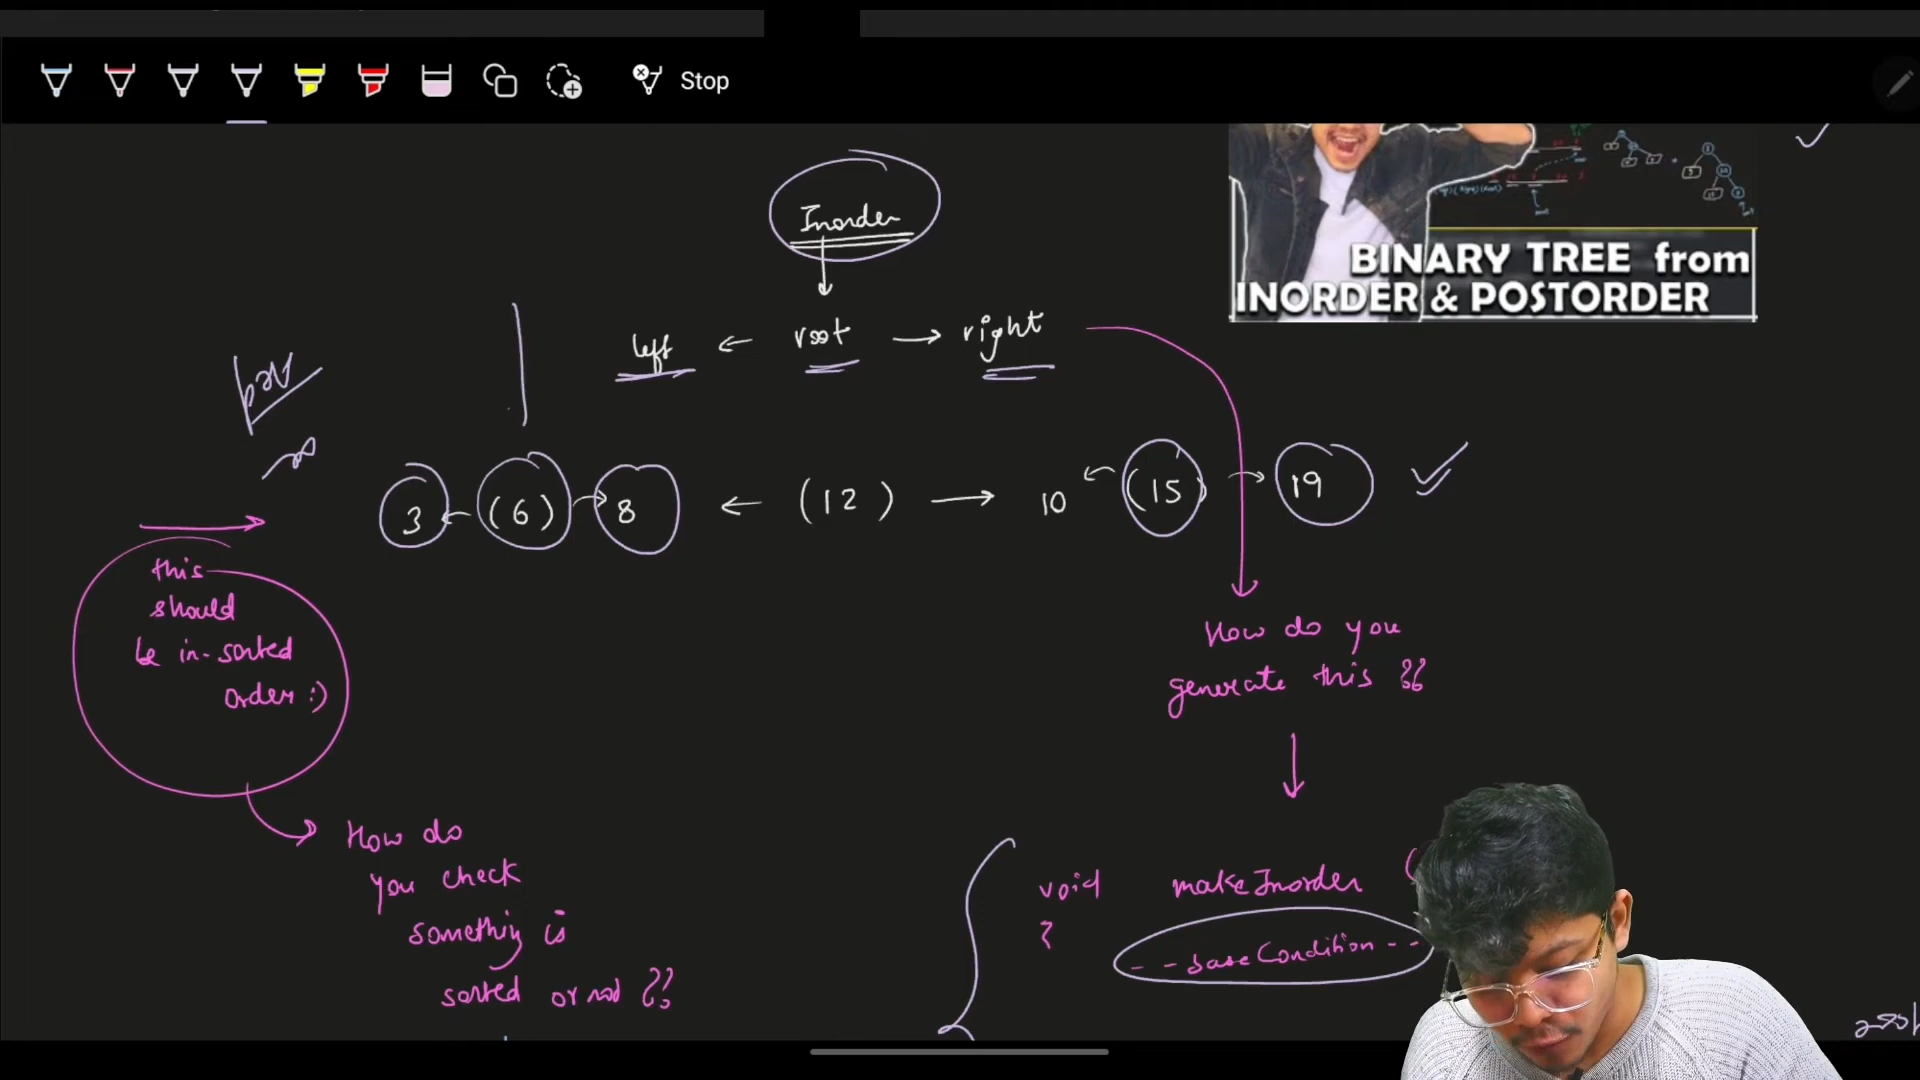 Stop
Inorder
BINARY TREE from
INORDER & POSTORDER
left ← root → right
3 ← (6) → 8 ← (12) → 10 ← (15) → 19
this
should
be in-sorted
order :)
How do you
generate this ??
How do
you check
something is
sorted or not ??
void makeInorder (
{
- - baseCondition - -